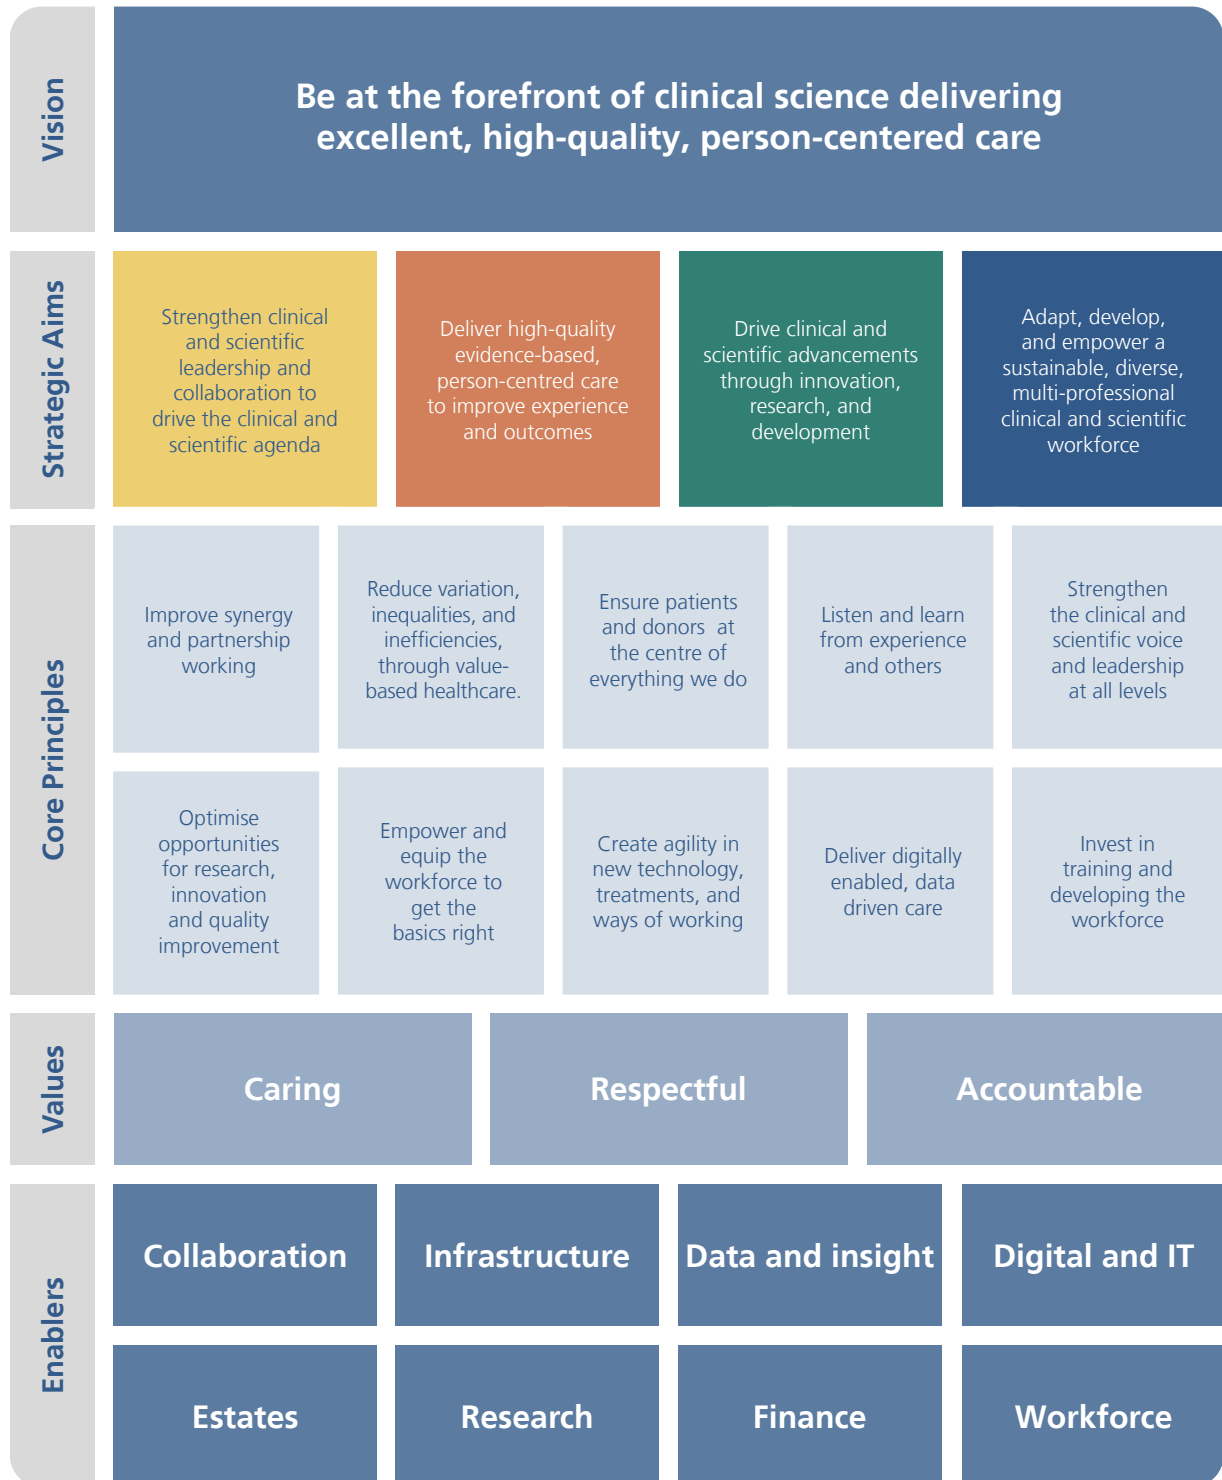 Vision
Be at the forefront of clinical science delivering
excellent, high-quality, person-centered care
Strategic Aims
Strengthen clinical
and scientific
leadership and
collaboration to
drive the clinical and
scientific agenda
Deliver high-quality
evidence-based,
person-centred care
to improve experience
and outcomes
Drive clinical and
scientific advancements
through innovation,
research, and
development
Adapt, develop,
and empower a
sustainable, diverse,
multi-professional
clinical and scientific
workforce
Core Principles
Improve synergy
and partnership
working
Reduce variation,
inequalities, and
inefficiencies,
through value-
based healthcare.
Ensure patients
and donors  at
the centre of
everything we do
Listen and learn
from experience
and others
Strengthen
the clinical and
scientific voice
and leadership
at all levels
Optimise
opportunities
for research,
innovation
and quality
improvement
Empower and
equip the
workforce to
get the
basics right
Create agility in
new technology,
treatments, and
ways of working
Deliver digitally
enabled, data
driven care
Invest in
training and
developing the
workforce
Values
Caring
Respectful
Accountable
Enablers
Collaboration
Infrastructure
Data and insight
Digital and IT
Estates
Research
Finance
Workforce